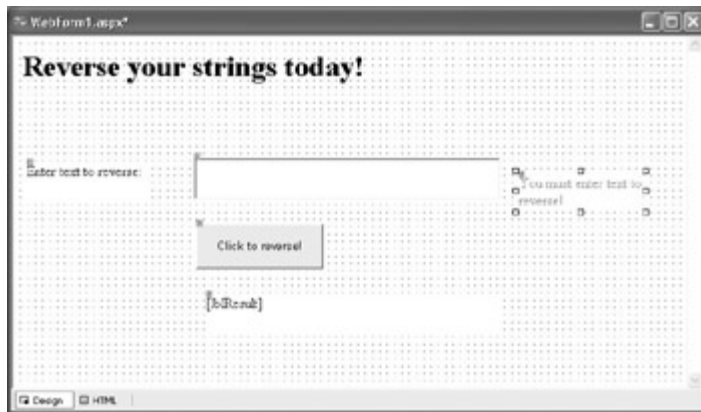 WebForm1.aspx*
Reverse your strings today!
Enter text to reverse:
You must enter text to
reverse!
Click to reverse!
[lblResult]
Design HTML